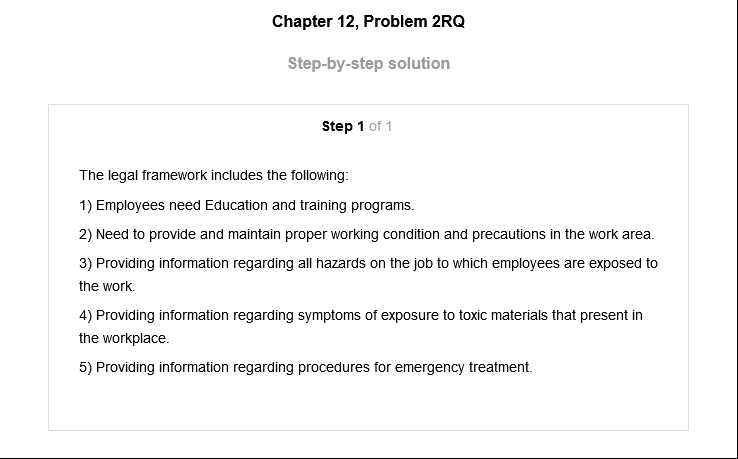 Chapter 12, Problem 2RQ
Step-by-step solution
Step 1 of 1
The legal framework includes the following:
1) Employees need Education and training programs.
2) Need to provide and maintain proper working condition and precautions in the work area.
3) Providing information regarding all hazards on the job to which employees are exposed to
the work.
4) Providing information regarding symptoms of exposure to toxic materials that present in
the workplace.
5) Providing information regarding procedures for emergency treatment.